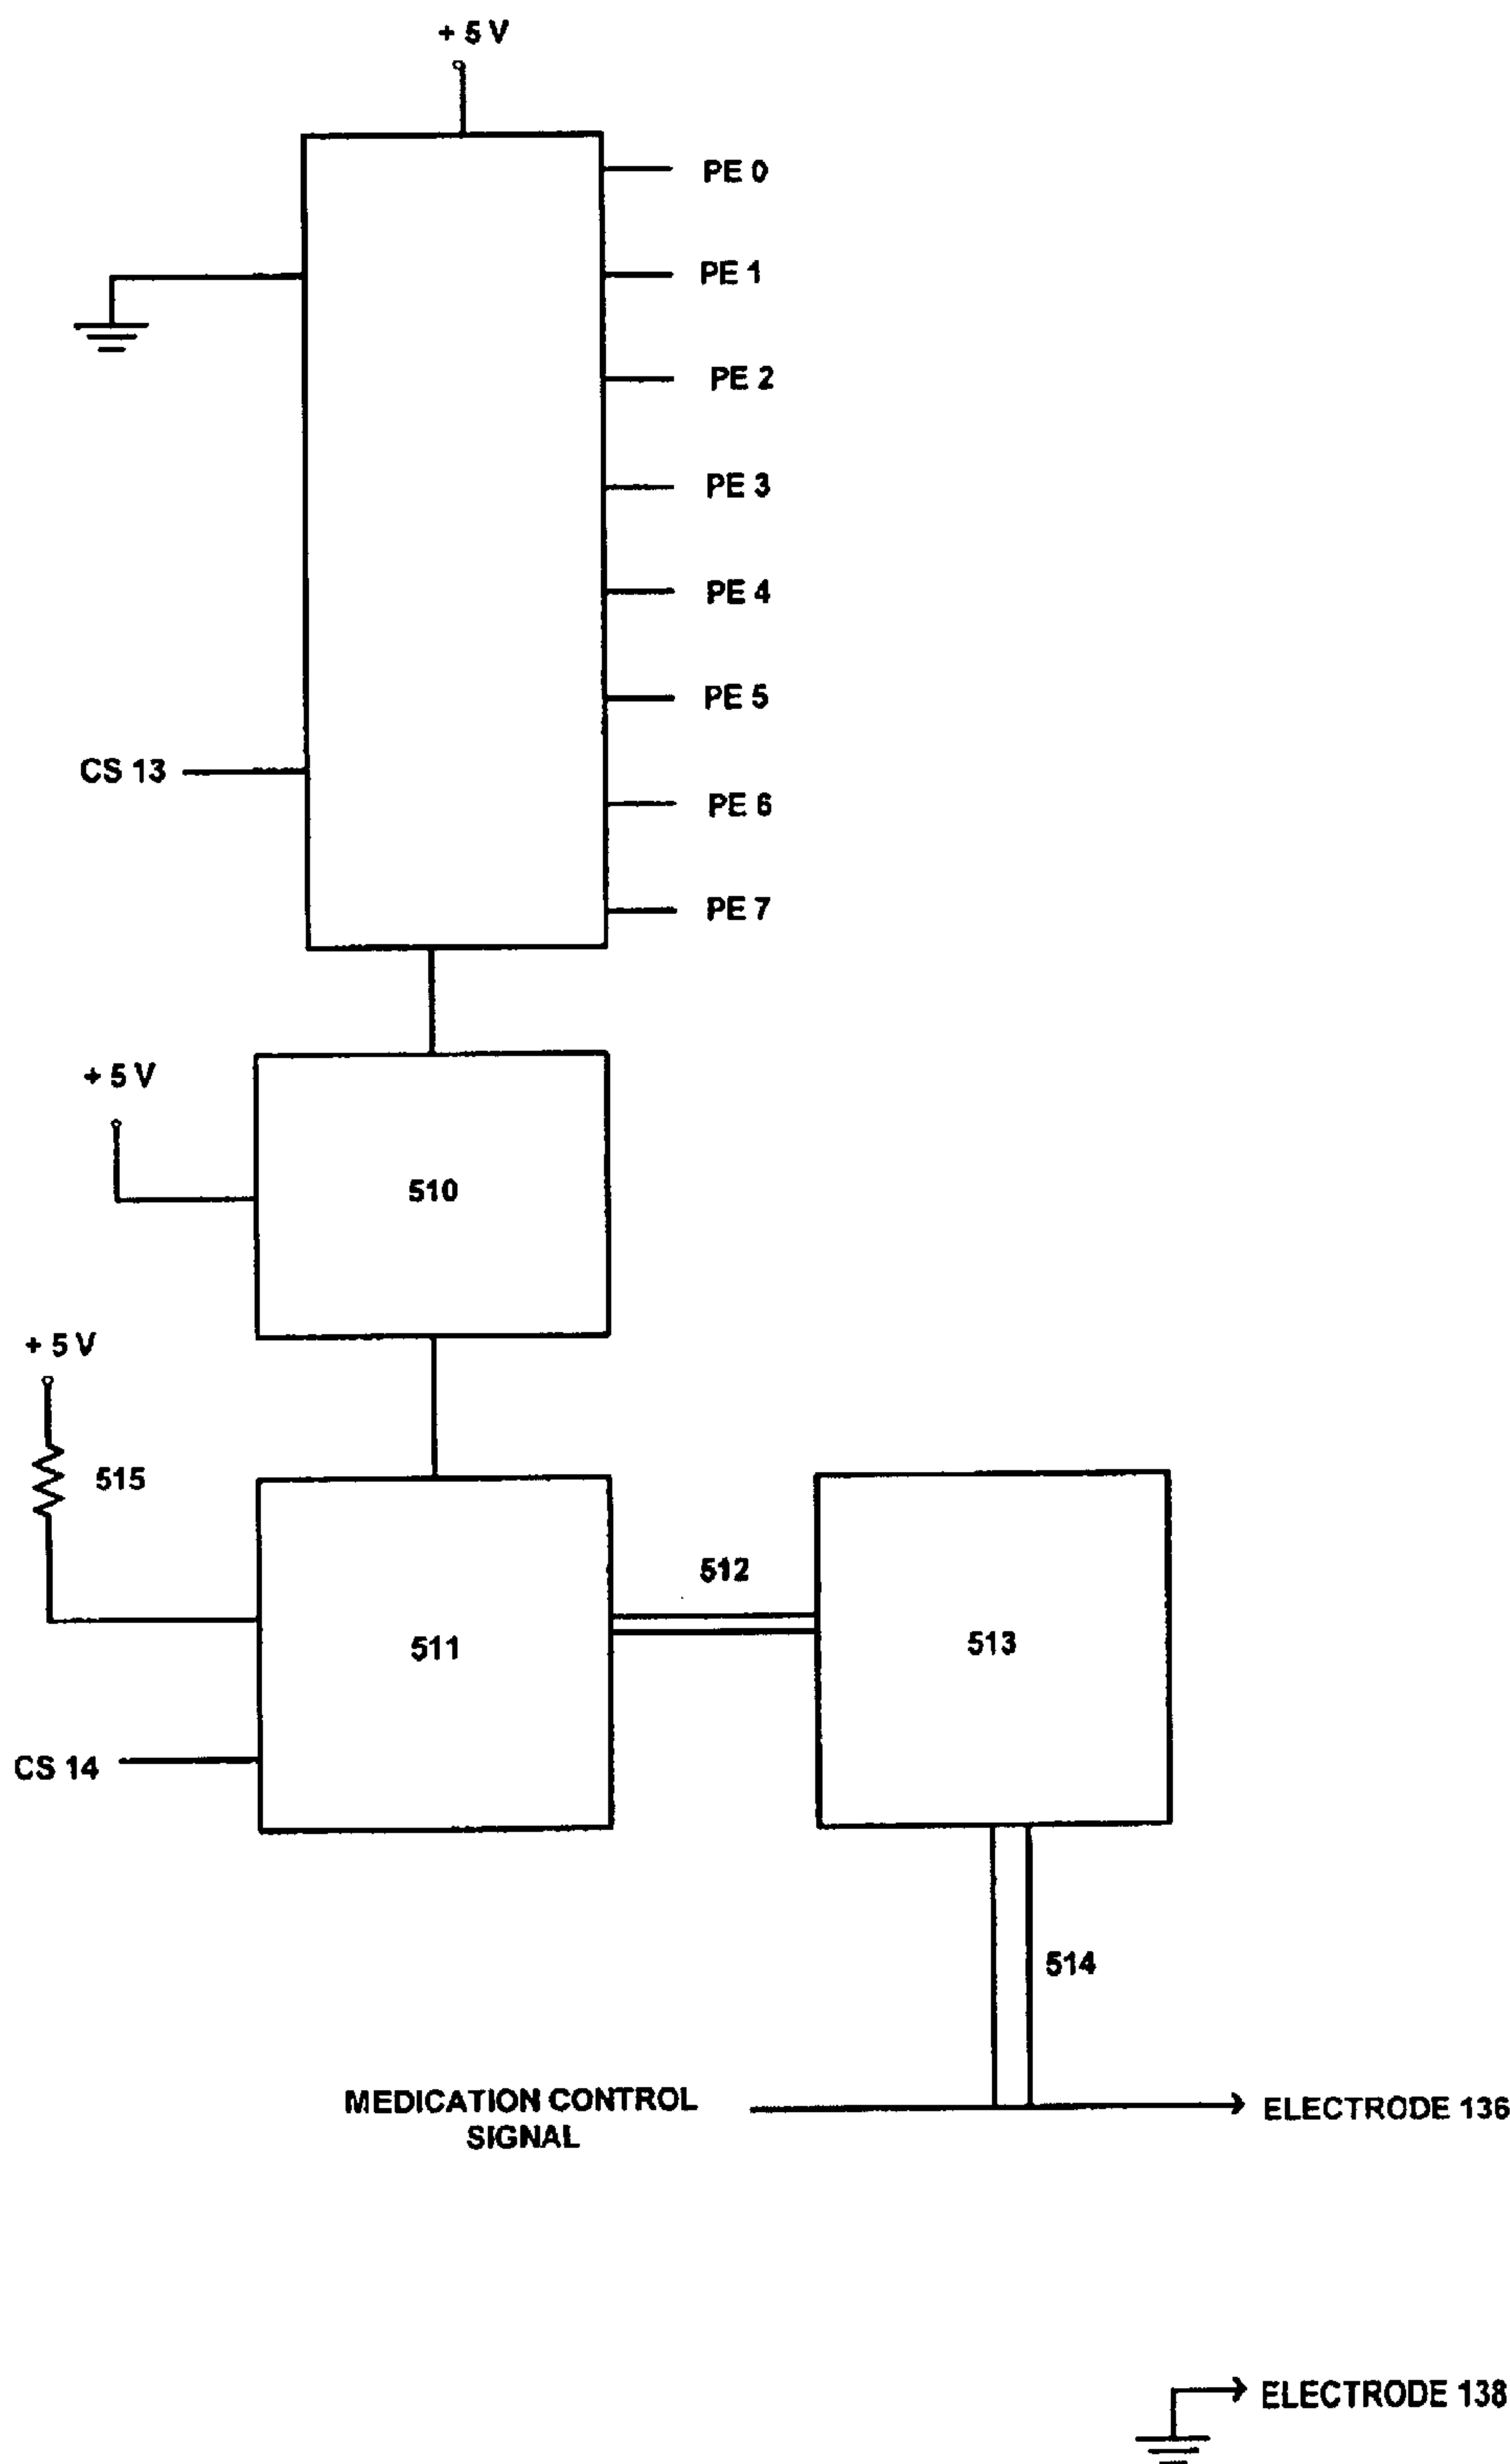 + 5 V
PE 0
PE 1
PE 2
PE 3
PE 4
PE 5
CS 13
PE 6
PE 7
+ 5 V
510
+ 5 V
515
512
511
513
CS 14
514
MEDICATION CONTROL
SIGNAL
ELECTRODE 136
ELECTRODE 138